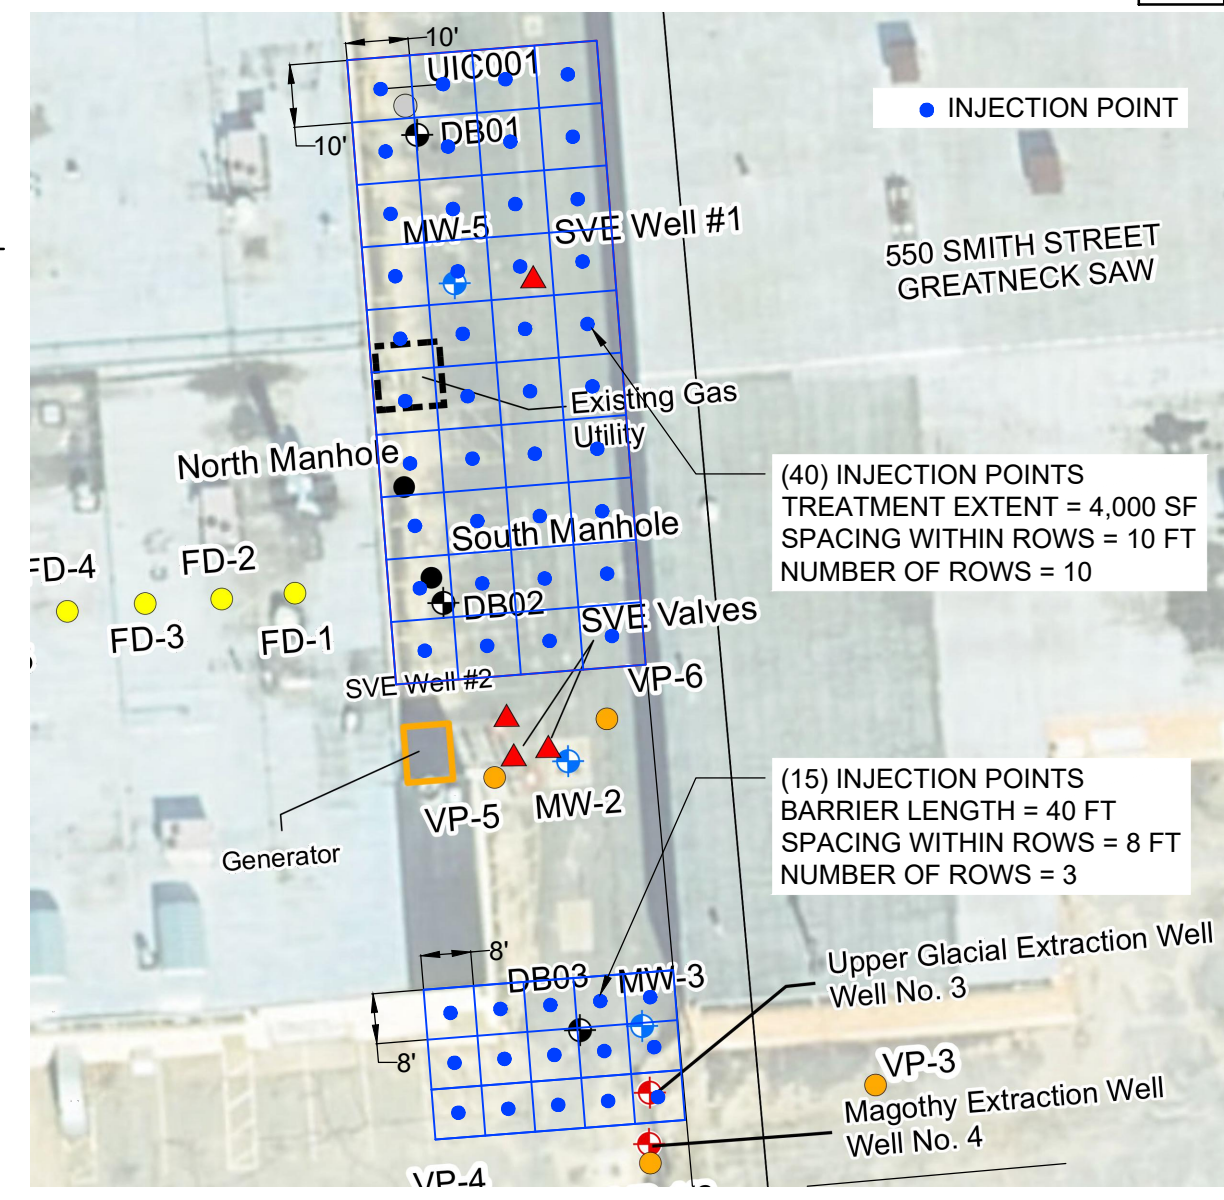 10'
UIC001
INJECTION POINT
DB01
10'
MW-5
SVE Well #1
550 SMITH STREET
GREATNECK SAW
Existing Gas
Utility
North Manhole
(40) INJECTION POINTS
TREATMENT EXTENT = 4,000 SF
SPACING WITHIN ROWS = 10 FT
NUMBER OF ROWS = 10
South Manhole
FD-4
FD-2
FD-3
FD-1
DB02
SVE Valves
SVE Well #2
VP-6
(15) INJECTION POINTS
BARRIER LENGTH = 40 FT
SPACING WITHIN ROWS = 8 FT
NUMBER OF ROWS = 3
VP-5
MW-2
Generator
8'
DB03
MW-3
Upper Glacial Extraction Well
Well No. 3
8'
VP-3
Magothy Extraction Well
Well No. 4
VP-4